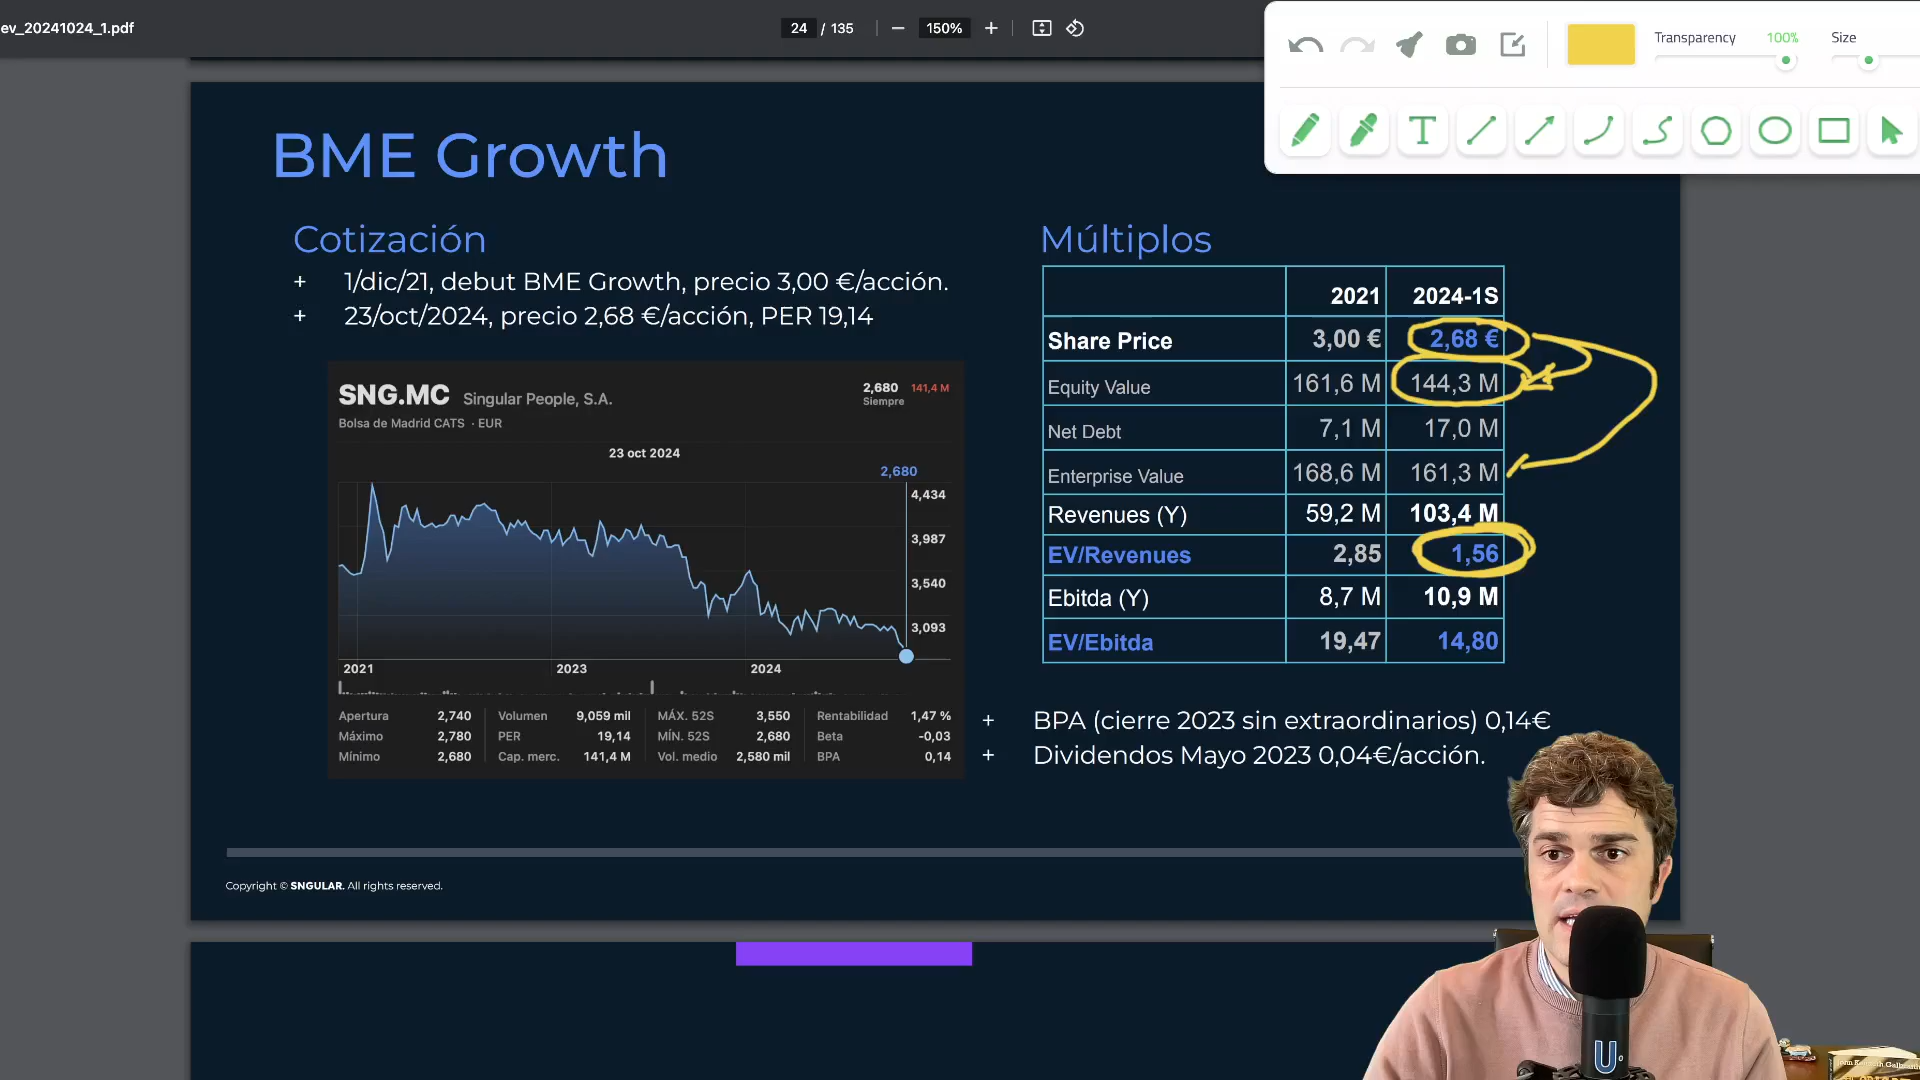 ev_20241024_1.pdf
24 / 135
150%
Transparency 100% Size
BME Growth
Cotización
+ 1/dic/21, debut BME Growth, precio 3,00 €/acción.
+ 23/oct/2024, precio 2,68 €/acción, PER 19,14
SNG.MC Singular People, S.A.
2,680 141,4 M
Siempre
Bolsa de Madrid CATS · EUR
23 oct 2024
2,680
4,434
3,987
3,540
3,093
2021 2023 2024
Apertura 2,740 Volumen 9,059 mil MÁX. 52S 3,550 Rentabilidad 1,47 %
Máximo 2,780 PER 19,14 MÍN. 52S 2,680 Beta -0,03
Mínimo 2,680 Cap. merc. 141,4 M Vol. medio 2,580 mil BPA 0,14
Múltiplos
2021 2024-1S
Share Price 3,00 € 2,68 €
Equity Value 161,6 M 144,3 M
Net Debt 7,1 M 17,0 M
Enterprise Value 168,6 M 161,3 M
Revenues (Y) 59,2 M 103,4 M
EV/Revenues 2,85 1,56
Ebitda (Y) 8,7 M 10,9 M
EV/Ebitda 19,47 14,80
+ BPA (cierre 2023 sin extraordinarios) 0,14€
+ Dividendos Mayo 2023 0,04€/acción.
Copyright © SNGULAR. All rights reserved.
U